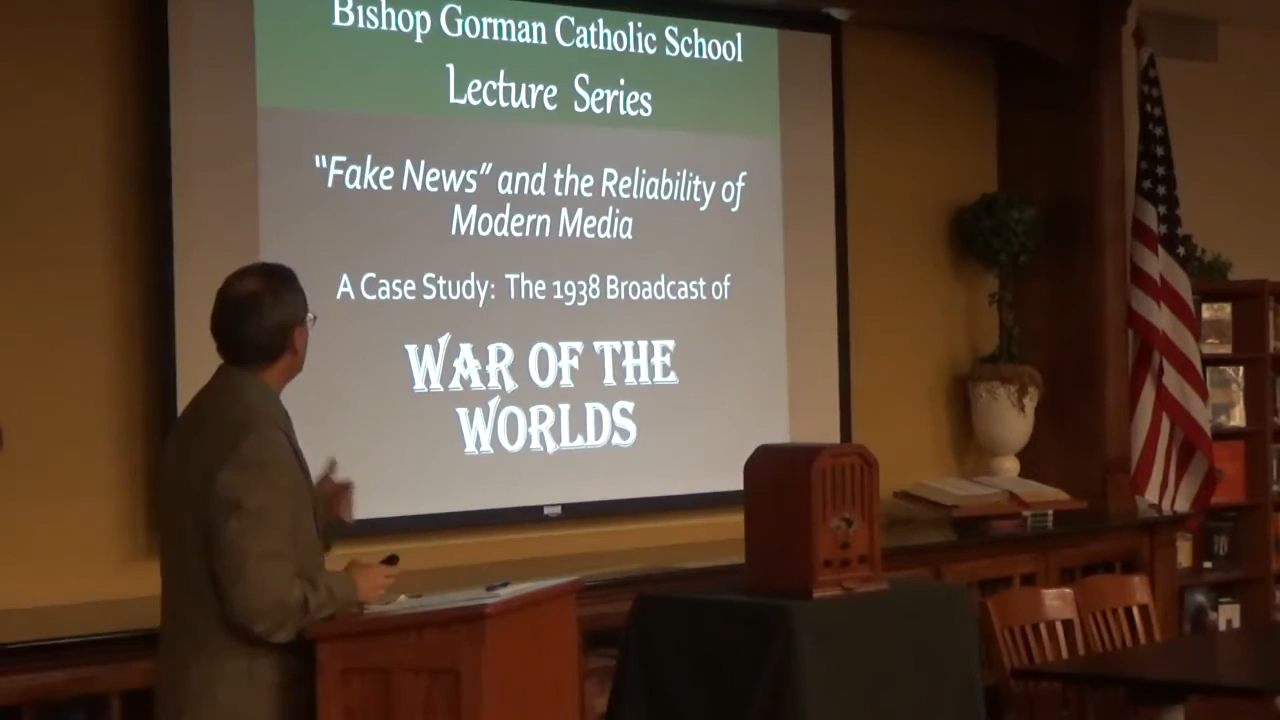 Bishop Gorman Catholic School
Lecture Series
"Fake News" and the Reliability of
Modern Media
A Case Study: The 1938 Broadcast of
WAR OF THE
WORLDS